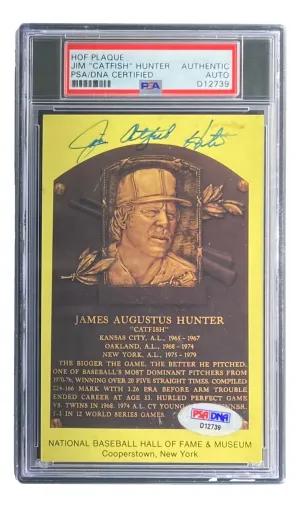 HOF PLAQUE
JIM "CATFISH" HUNTER AUTHENTIC
PSA/DNA CERTIFIED AUTO
PSA D12739
Jim Catfish Hunter
JAMES AUGUSTUS HUNTER
"CATFISH"
KANSAS CITY, A.L., 1965-1967
OAKLAND, A.L., 1968-1974
NEW YORK, A.L., 1975-1979
THE BIGGER THE GAME, THE BETTER HE PITCHED.
ONE OF BASEBALL'S MOST DOMINANT PITCHERS FROM
1970-76, WINNING OVER 20 FIVE STRAIGHT TIMES. COMPILED
224-166 MARK WITH 3.26 ERA BEFORE ARM TROUBLE
ENDED CAREER AT AGE 33. HURLED PERFECT GAME
VS. TWINS IN 1968. 1974 A.L. CY YOUNG
IN 12 WORLD SERIES GAMES.
PSA DNA
D12739
NATIONAL BASEBALL HALL OF FAME & MUSEUM
Cooperstown, New York